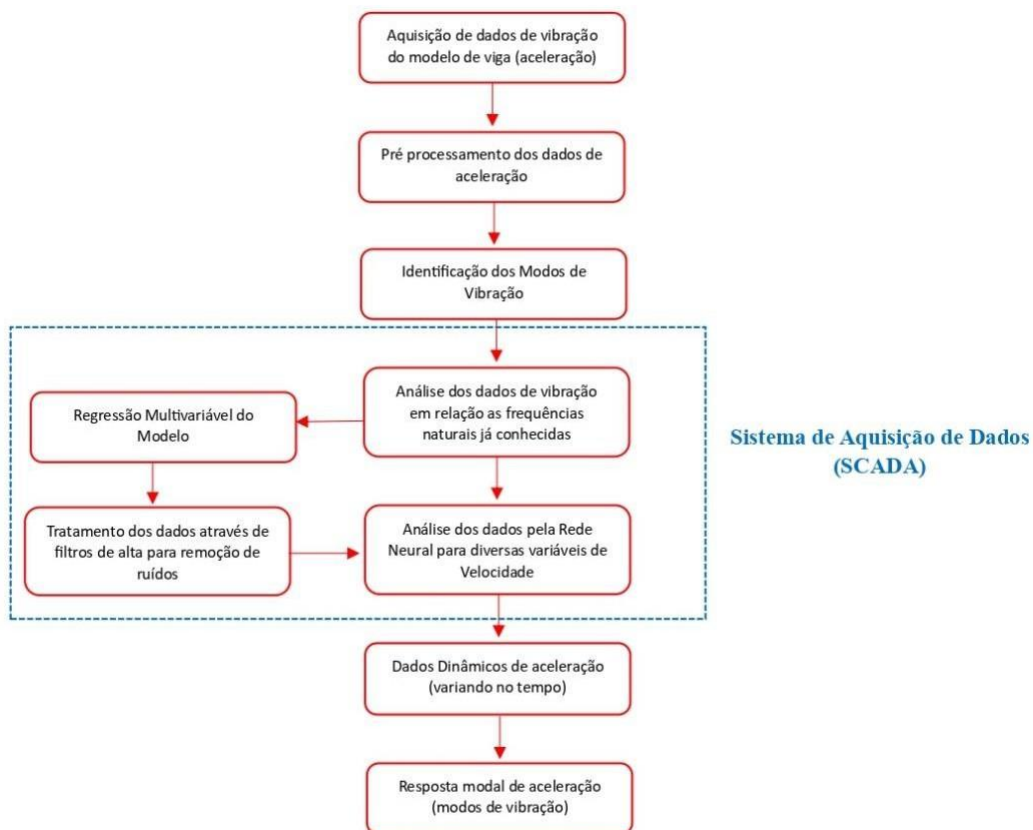 Aquisição de dados de vibração
do modelo de viga (aceleração)
Pré processamento dos dados de
aceleração
Identificação dos Modos de
Vibração
Análise dos dados de vibração
em relação as frequências
naturais já conhecidas
Regressão Multivariável do
Modelo
Sistema de Aquisição de Dados
(SCADA)
Tratamento dos dados através de
filtros de alta para remoção de
ruídos
Análise dos dados pela Rede
Neural para diversas variáveis de
Velocidade
Dados Dinâmicos de aceleração
(variando no tempo)
Resposta modal de aceleração
(modos de vibração)